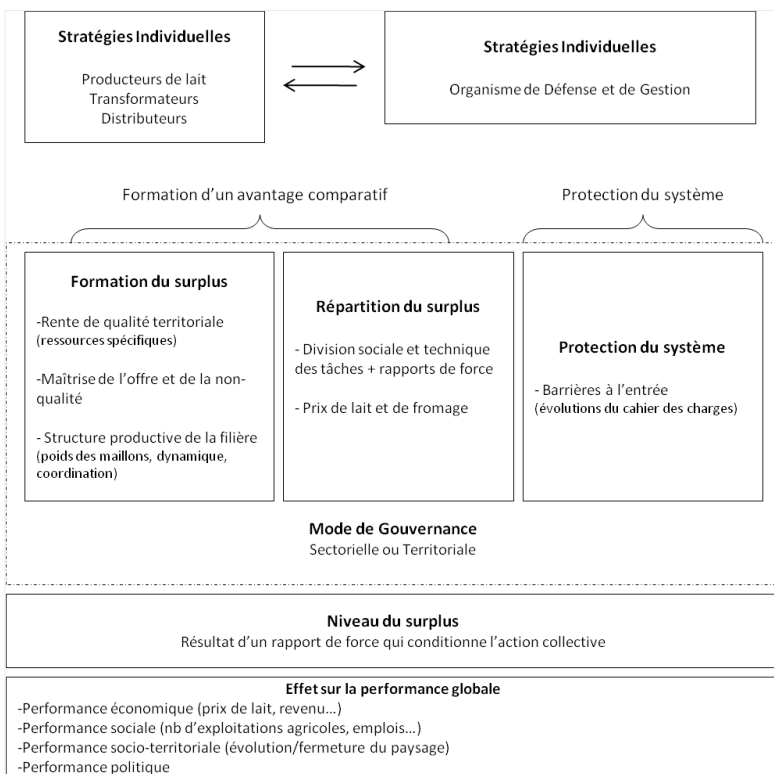 Stratégies Individuelles
Producteurs de lait
Transformateurs
Distributeurs
Stratégies Individuelles
Organisme de Défense et de Gestion
Formation d’un avantage comparatif
Protection du système
Formation du surplus
-Rente de qualité territoriale
(ressources spécifiques)
-Maîtrise de l’offre et de la non-
qualité
- Structure productive de la filière
(poids des maillons, dynamique,
coordination)
Répartition du surplus
- Division sociale et technique
des tâches + rapports de force
- Prix de lait et de fromage
Protection du système
- Barrières à l’entrée
(évolutions du cahier des charges)
Mode de Gouvernance
Sectorielle ou Territoriale
Niveau du surplus
Résultat d’un rapport de force qui conditionne l’action collective
Effet sur la performance globale
-Performance économique (prix de lait, revenu…)
-Performance sociale (nb d’exploitations agricoles, emplois…)
-Performance socio-territoriale (évolution/fermeture du paysage)
-Performance politique